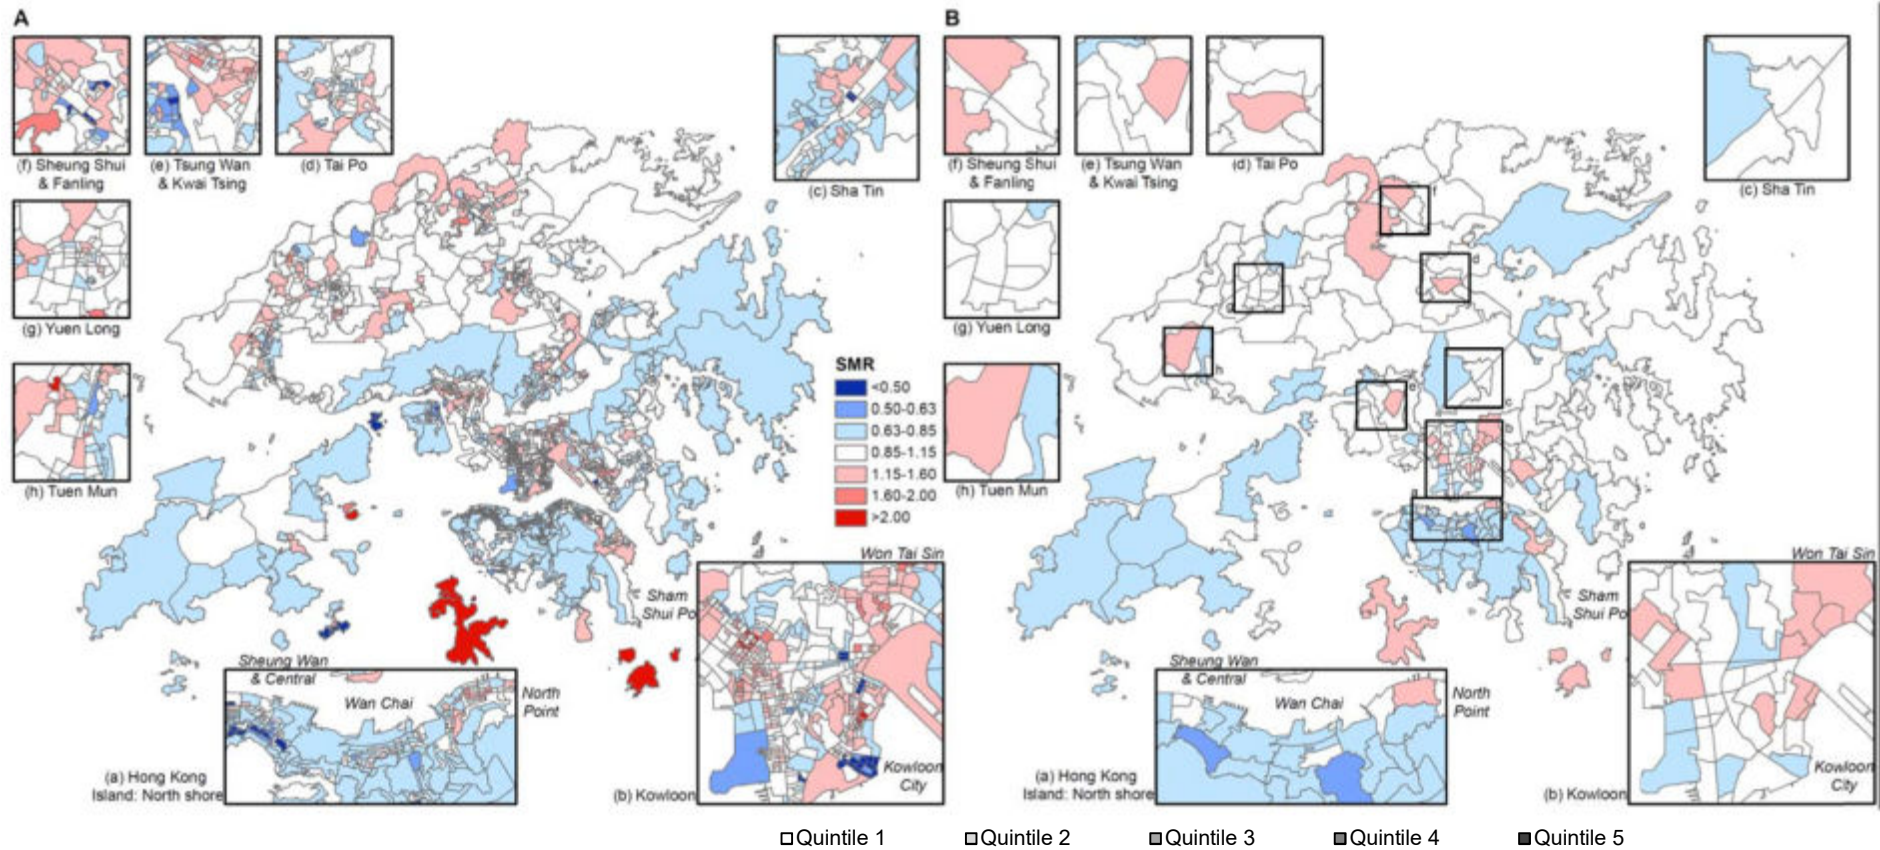 A
B
(f) Sheung Shui
& Fanling
(e) Tsung Wan
& Kwai Tsing
(d) Tai Po
(c) Sha Tin
(f) Sheung Shui
& Fanling
(e) Tsung Wan
& Kwai Tsing
(d) Tai Po
(c) Sha Tin
(g) Yuen Long
(g) Yuen Long
(h) Tuen Mun
(h) Tuen Mun
SMR
<0.50
0.50-0.63
0.63-0.85
0.85-1.15
1.15-1.60
1.60-2.00
>2.00
f
d
g
h
e
c
Won Tai Sin
Sham
Shui Po
Kowloon
City
(b) Kowloon
Sheung Wan
& Central
Wan Chai
North
Point
(a) Hong Kong
Island: North shore
Won Tai Sin
Sham
Shui Po
Kowloon
City
(b) Kowloon
Sheung Wan
& Central
Wan Chai
North
Point
(a) Hong Kong
Island: North shore
Quintile 1
Quintile 2
Quintile 3
Quintile 4
Quintile 5